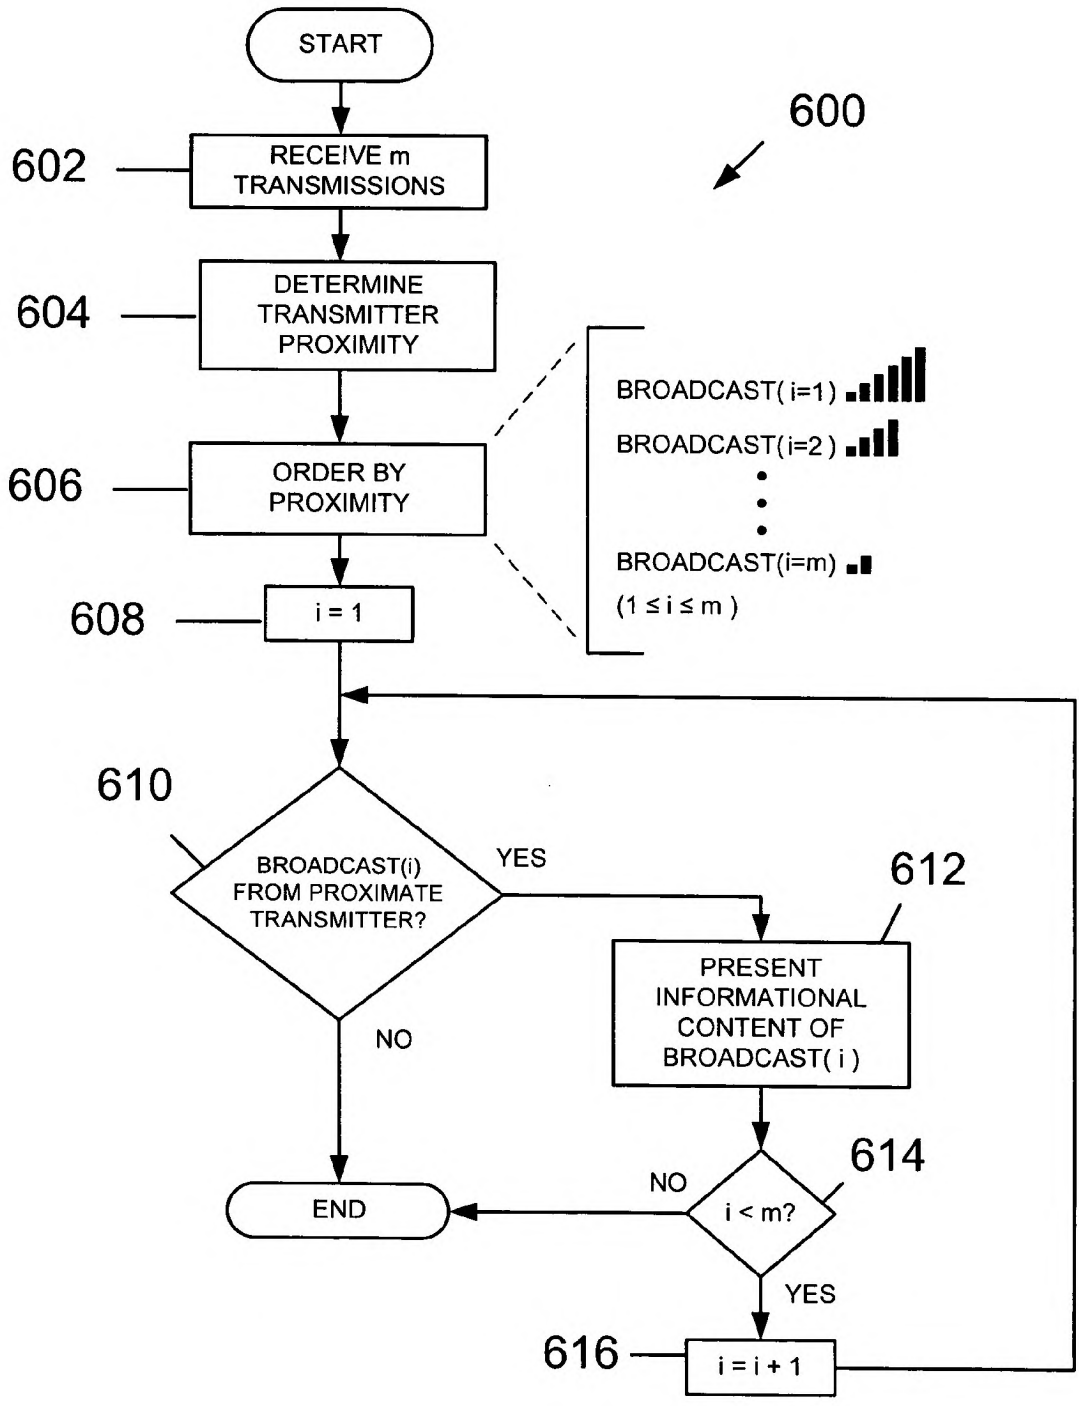 START
600
602
RECEIVE m
TRANSMISSIONS
604
DETERMINE
TRANSMITTER
PROXIMITY
BROADCAST( i=1)
BROADCAST( i=2 )
606
ORDER BY
PROXIMITY
BROADCAST(i=m)
(1 ≤ i ≤ m )
608
i = 1
610
BROADCAST(i)
FROM PROXIMATE
TRANSMITTER?
YES
612
PRESENT
INFORMATIONAL
CONTENT OF
BROADCAST( i )
NO
614
NO
i < m?
END
YES
616
i = i + 1